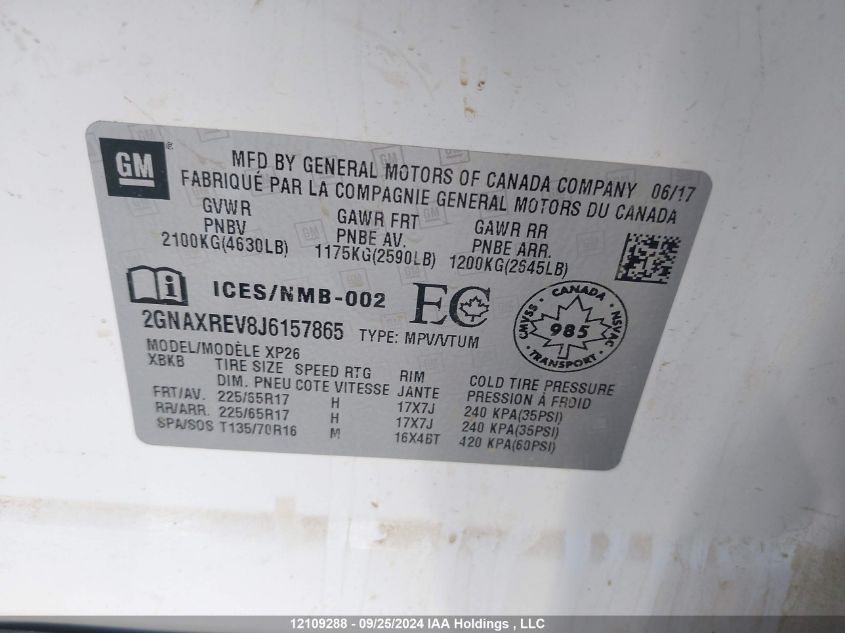 GM®
MFD BY GENERAL MOTORS OF CANADA COMPANY 06/17
FABRIQUÉ PAR LA COMPAGNIE GENERAL MOTORS DU CANADA
GVWR GAWR FRT GAWR RR
PNBV PNBE AV. PNBE ARR.
2100KG(4630LB) 1175KG(2590LB) 1200KG(2645LB)
ICES/NMB-002 EC
CANADA
CMVSS 985 NSVAC
TRANSPORT
2GNAXREV8J6157865 TYPE: MPV/VTUM
MODEL/MODÈLE XP26
XBKB TIRE SIZE SPEED RTG RIM COLD TIRE PRESSURE
DIM. PNEU COTE VITESSE JANTE PRESSION À FROID
FRT/AV. 225/65R17 H 17X7J 240 KPA(35PSI)
RR/ARR. 225/65R17 H 17X7J 240 KPA(35PSI)
SPA/SOS T135/70R16 M 16X4BT 420 KPA(60PSI)
12109288 - 09/25/2024 IAA Holdings , LLC